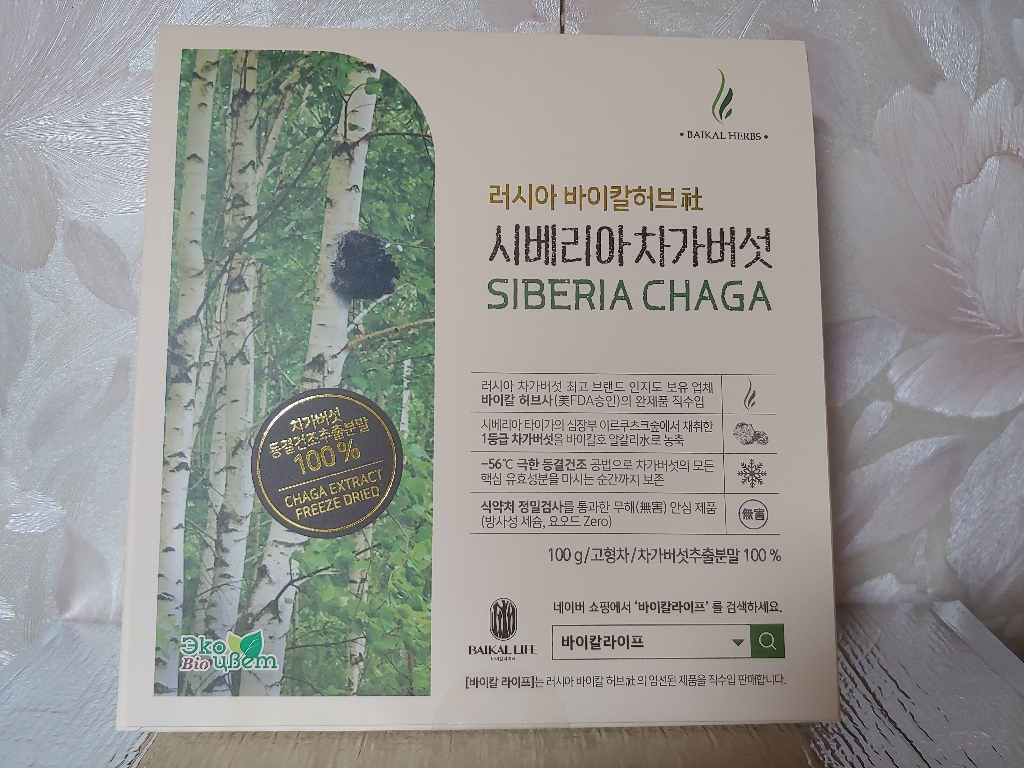 BAIKAL HERBS
러시아 바이칼허브社
시베리아차가버섯
SIBERIA CHAGA
러시아 차가버섯 최고 브랜드 인지도 보유 업체
바이칼 허브사(美FDA승인)의 완제품 직수입
시베리아 타이가의 심장부 이르쿠츠크숲에서 채취한
1등급 차가버섯을 바이칼호 알칼리水로 농축
-56℃ 극한 동결건조 공법으로 차가버섯의 모든
핵심 유효성분을 마시는 순간까지 보존
식약처 정밀검사를 통과한 무해(無害) 안심 제품
(방사성 세슘, 요오드 Zero)
無害
100 g/고형차/차가버섯추출분말 100 %
차가버섯
동결건조추출분말
100 %
CHAGA EXTRACT
FREEZE DRIED
Эко
Bio цвет
네이버 쇼핑에서 '바이칼라이프' 를 검색하세요.
바이칼라이프
BAIKAL LIFE
바이칼라이프
[바이칼 라이프]는 러시아 바이칼 허브社의 엄선된 제품을 직수입 판매합니다.